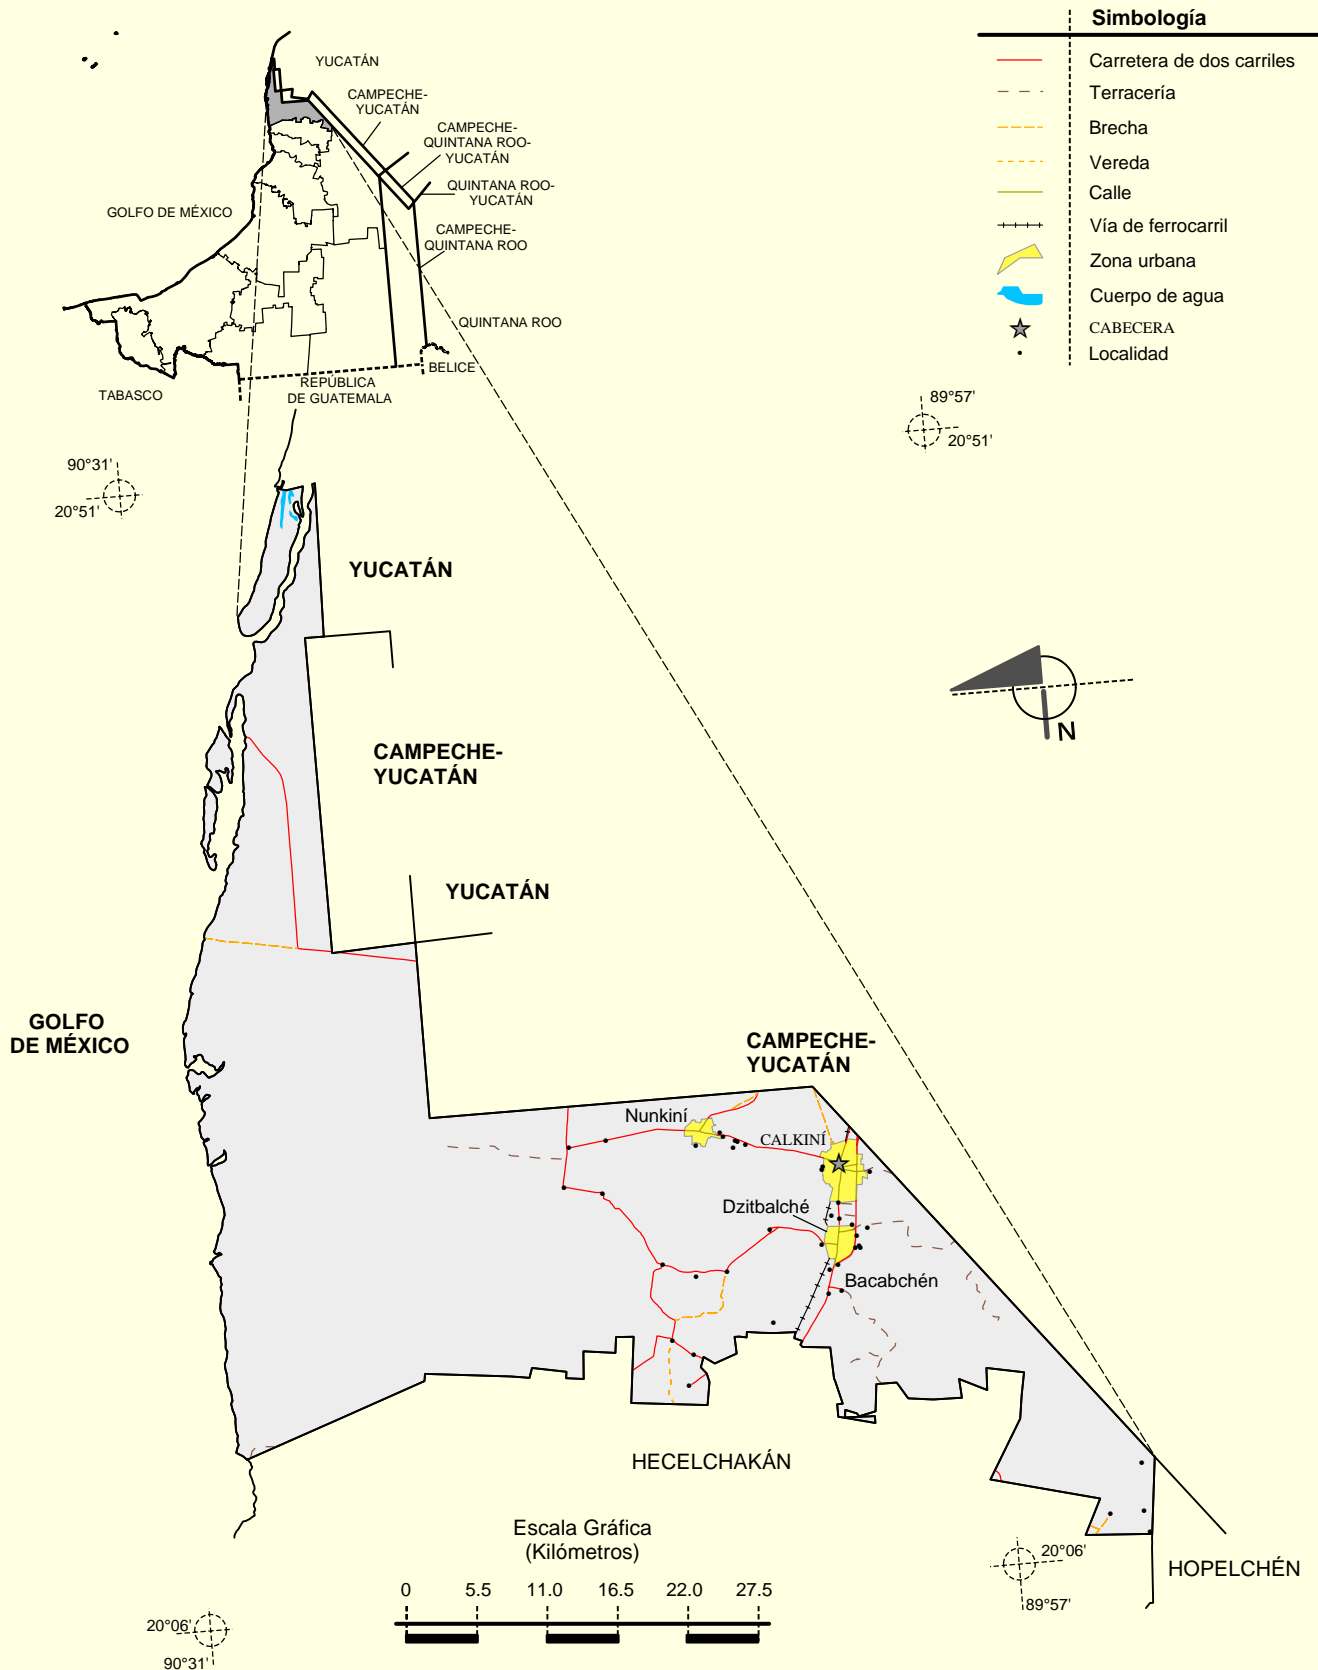 Simbología
Carretera de dos carriles
Terracería
Brecha
Vereda
Calle
Vía de ferrocarril
Zona urbana
Cuerpo de agua
CABECERA
Localidad
YUCATÁN
CAMPECHE-
YUCATÁN
CAMPECHE-
QUINTANA ROO-
YUCATÁN
QUINTANA ROO-
YUCATÁN
GOLFO DE MÉXICO
CAMPECHE-
QUINTANA ROO
QUINTANA ROO
BELICE
REPÚBLICA
DE GUATEMALA
TABASCO
89°57'
20°51'
90°31'
20°51'
YUCATÁN
N
CAMPECHE-
YUCATÁN
YUCATÁN
GOLFO
DE MÉXICO
CAMPECHE-
YUCATÁN
Nunkiní
CALKINÍ
Dzitbalché
Bacabchén
HECELCHAKÁN
HOPELCHÉN
Escala Gráfica
(Kilómetros)
0 5.5 11.0 16.5 22.0 27.5
20°06'
89°57'
20°06'
90°31'